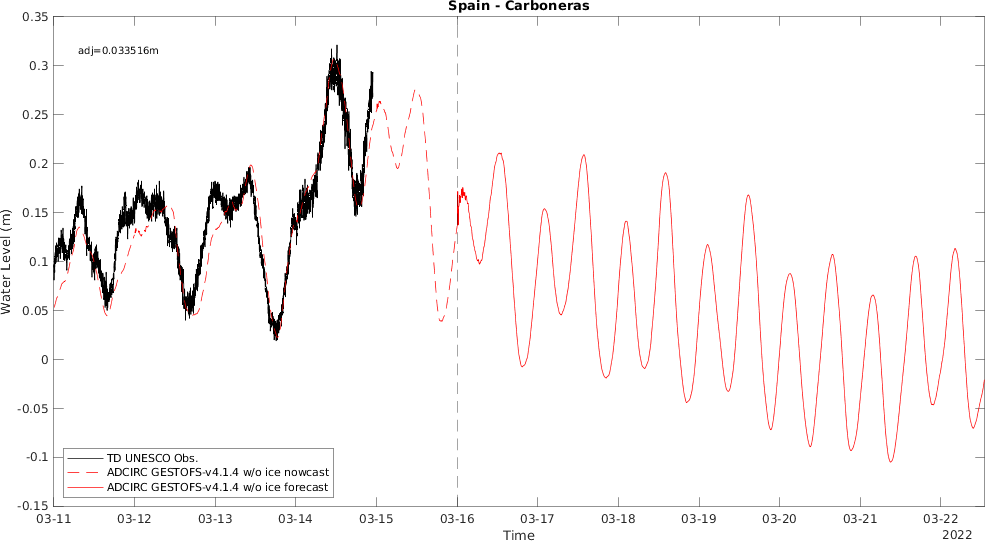 Spain - Carboneras
0.35
0.3
0.25
0.2
0.15
0.1
0.05
0
-0.05
-0.1
-0.15
Water Level (m)
adj=0.033516m
TD UNESCO Obs.
ADCIRC GESTOFS-v4.1.4 w/o ice nowcast
ADCIRC GESTOFS-v4.1.4 w/o ice forecast
03-11 03-12 03-13 03-14 03-15 03-16 03-17 03-18 03-19 03-20 03-21 03-22
Time
2022